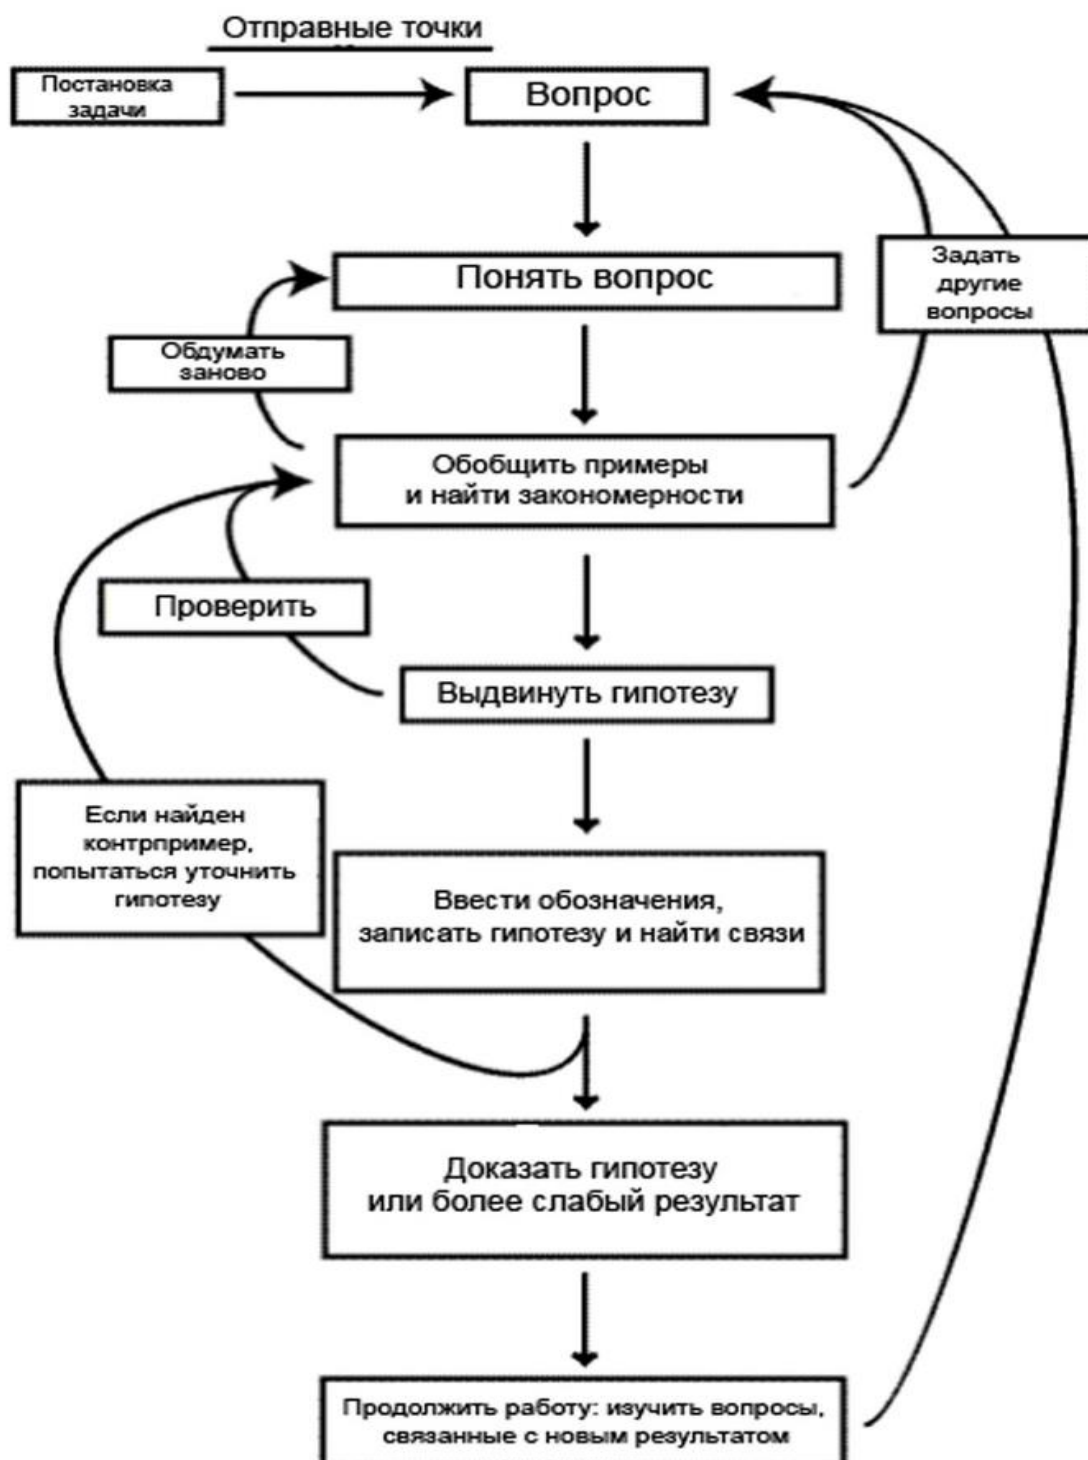 Отправные точки
Постановка
задачи
Вопрос
Понять вопрос
Задать
другие
вопросы
Обдумать
заново
Обобщить примеры
и найти закономерности
Проверить
Выдвинуть гипотезу
Если найден
контрпример,
попытаться уточнить
гипотезу
Ввести обозначения,
записать гипотезу и найти связи
Доказать гипотезу
или более слабый результат
Продолжить работу: изучить вопросы,
связанные с новым результатом